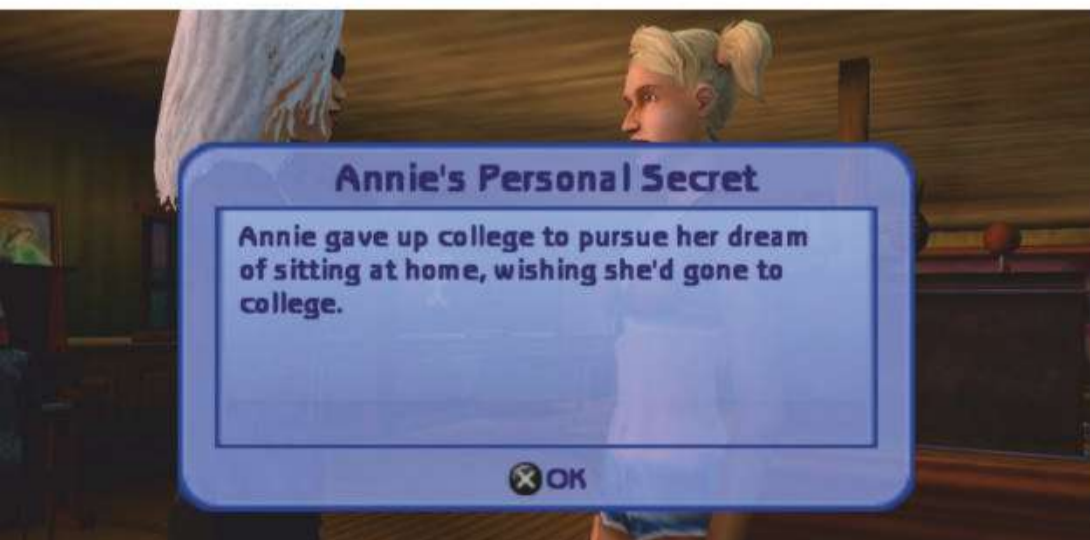 Annie's Personal Secret
Annie gave up college to pursue her dream
of sitting at home, wishing she'd gone to
college.
OK